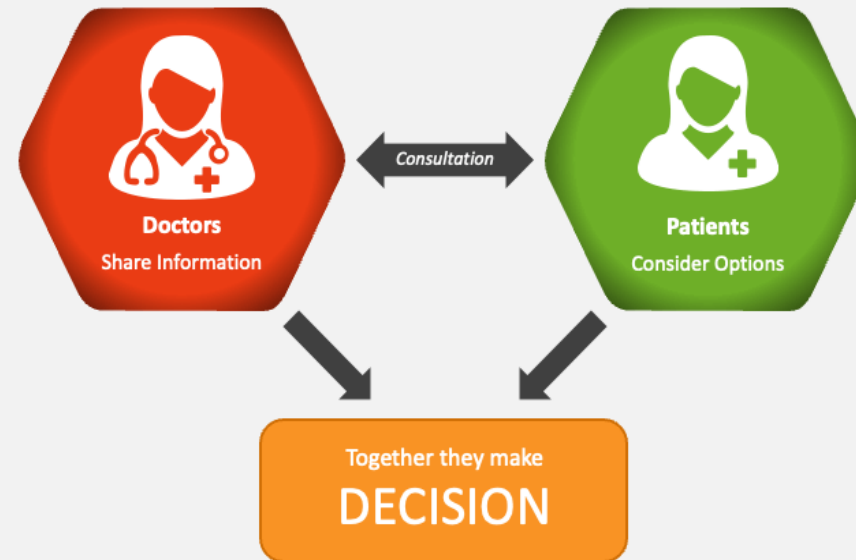 Doctors
Share Information
Consultation
Patients
Consider Options
Together they make
DECISION